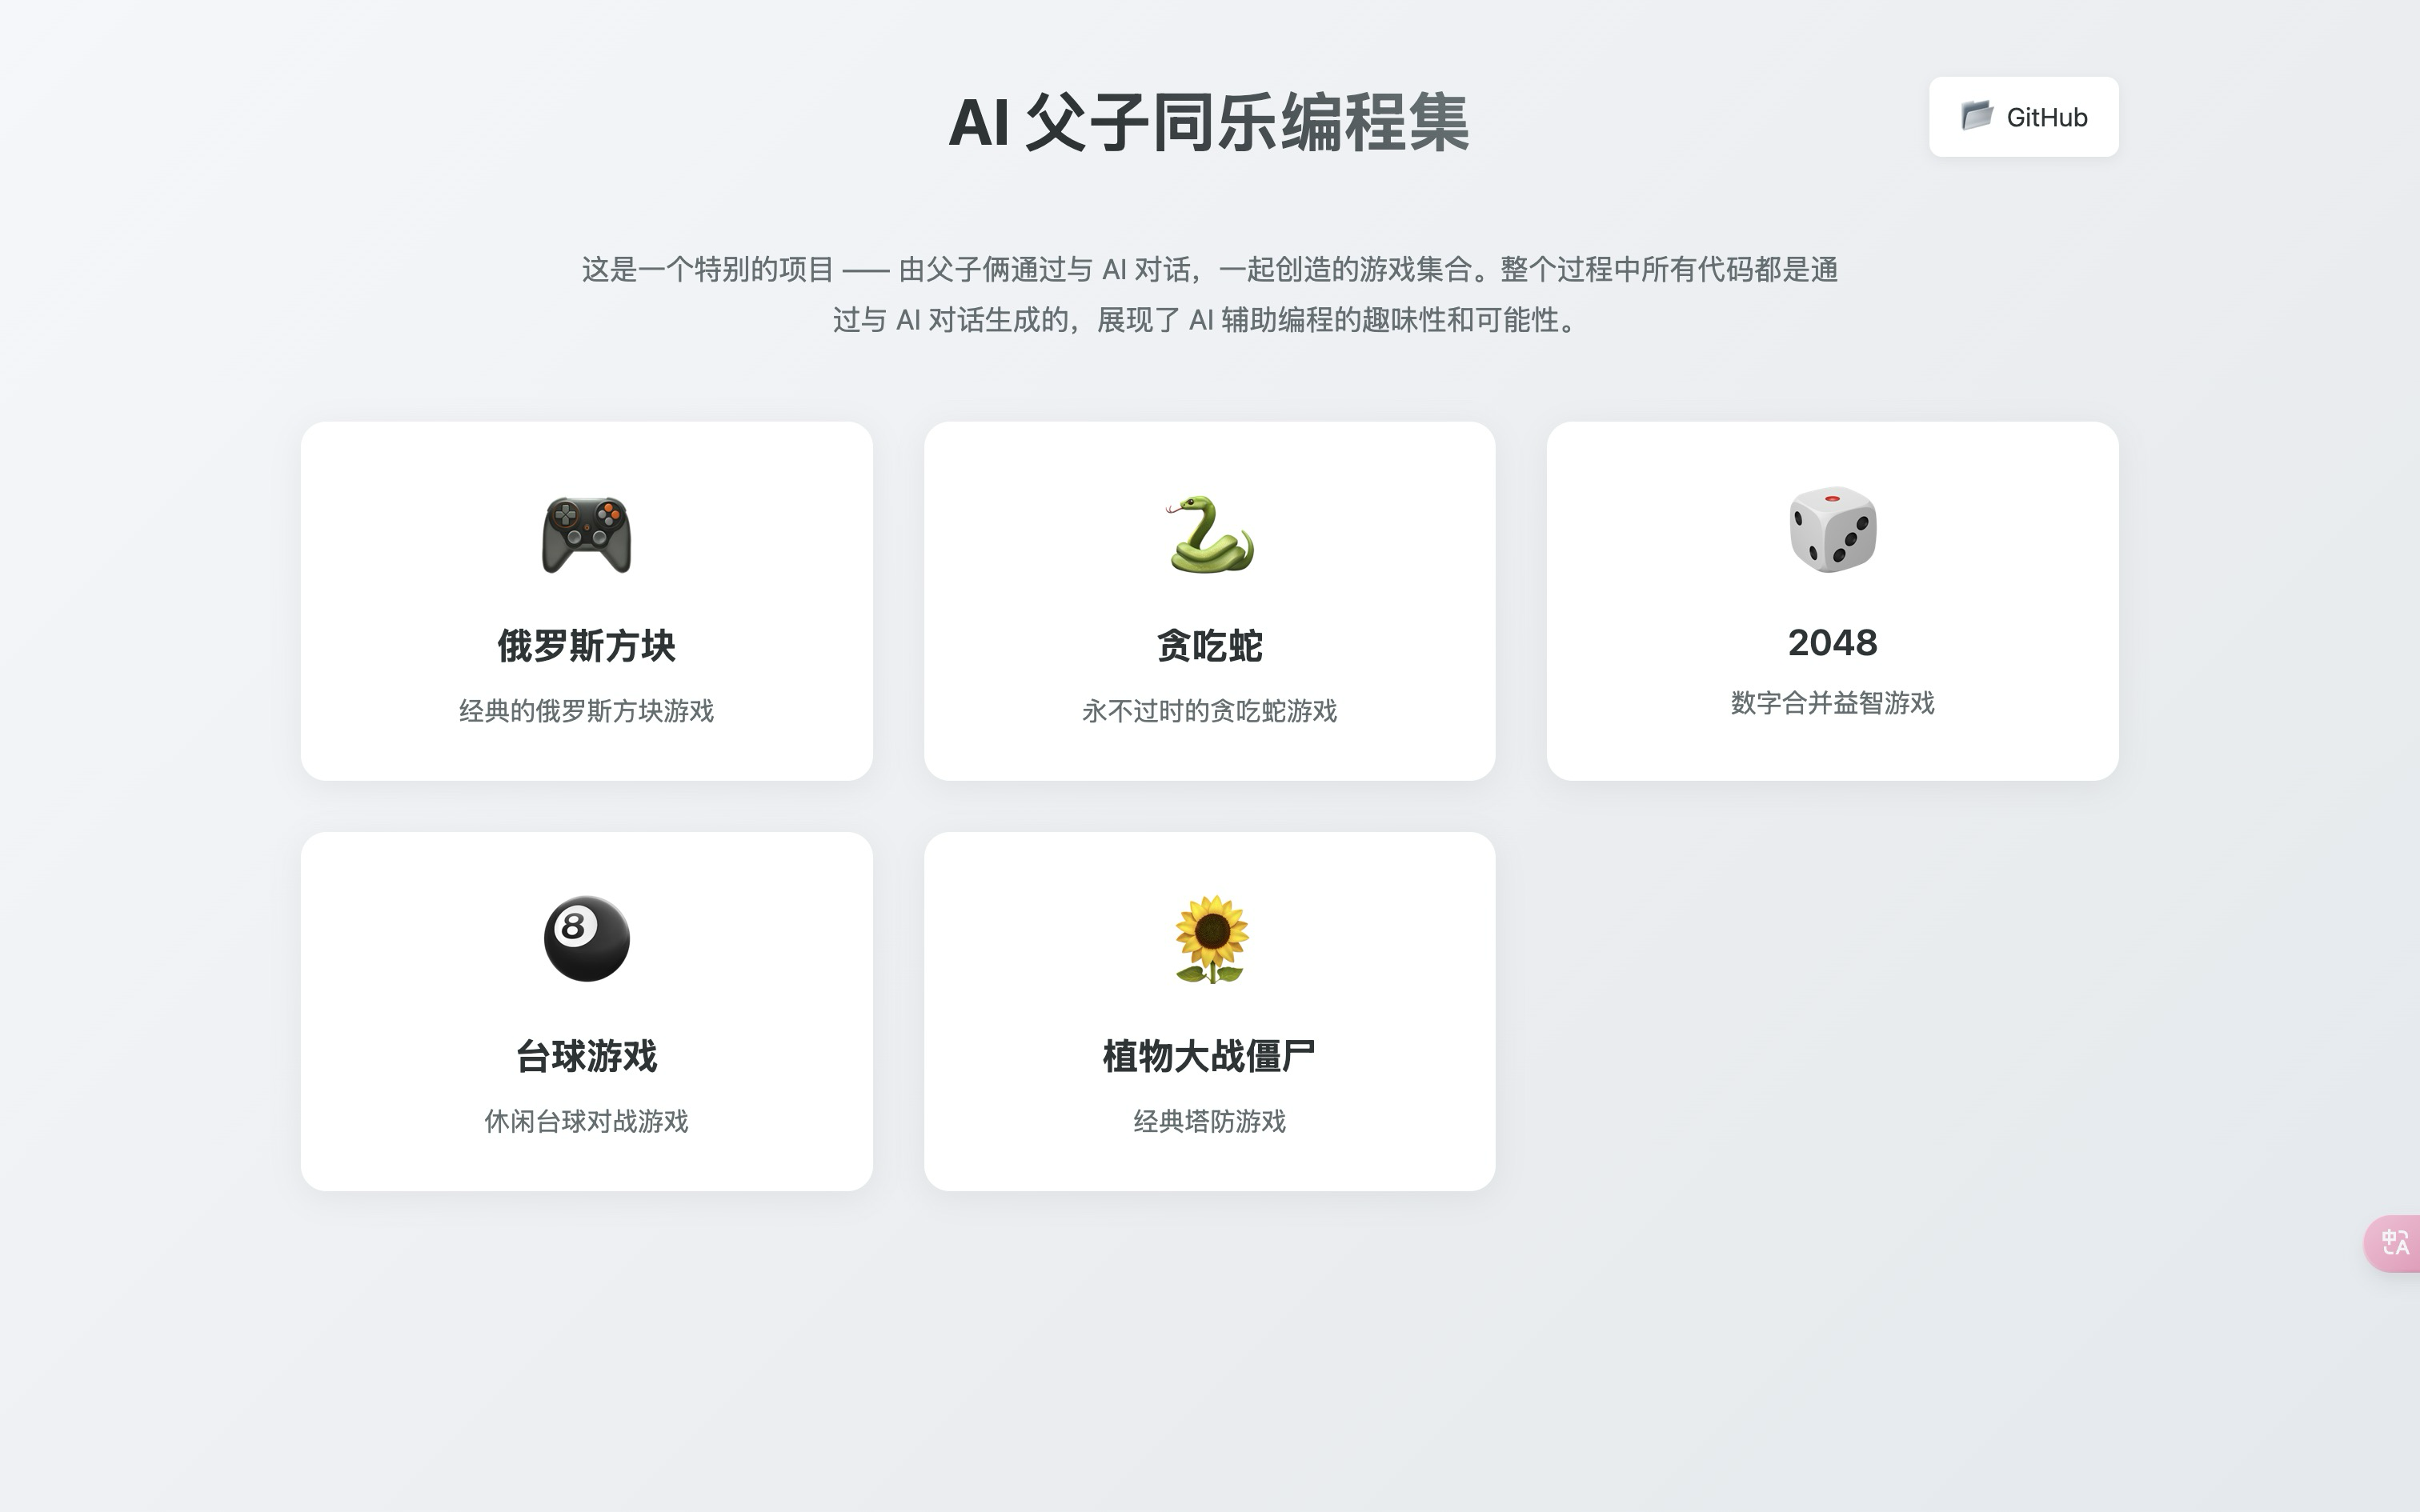 AI 父子同乐编程集
GitHub
这是一个特别的项目 —— 由父子俩通过与 AI 对话，一起创造的游戏集合。整个过程中所有代码都是通
过与 AI 对话生成的，展现了 AI 辅助编程的趣味性和可能性。
俄罗斯方块
经典的俄罗斯方块游戏
贪吃蛇
永不过时的贪吃蛇游戏
2048
数字合并益智游戏
8
台球游戏
休闲台球对战游戏
植物大战僵尸
经典塔防游戏
中A